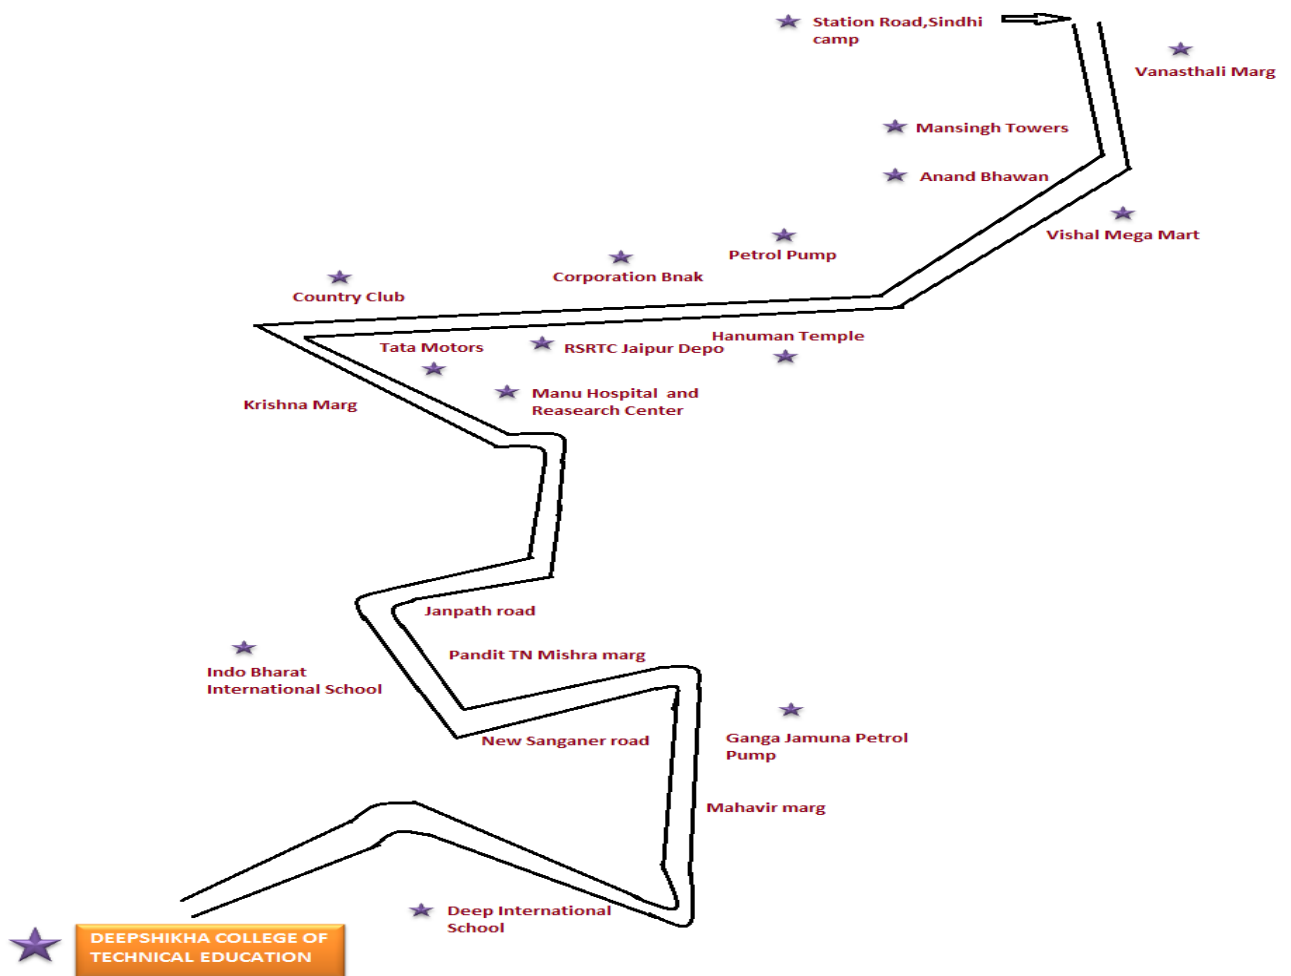 Station Road,Sindhi
camp
Vanasthali Marg
Mansingh Towers
Anand Bhawan
Vishal Mega Mart
Petrol Pump
Corporation Bnak
Country Club
Hanuman Temple
Tata Motors
RSRTC Jaipur Depo
Manu Hospital and
Reasearch Center
Krishna Marg
Janpath road
Pandit TN Mishra marg
Indo Bharat
International School
New Sanganer road
Ganga Jamuna Petrol
Pump
Mahavir marg
Deep International
School
DEEPSHIKHA COLLEGE OF
TECHNICAL EDUCATION